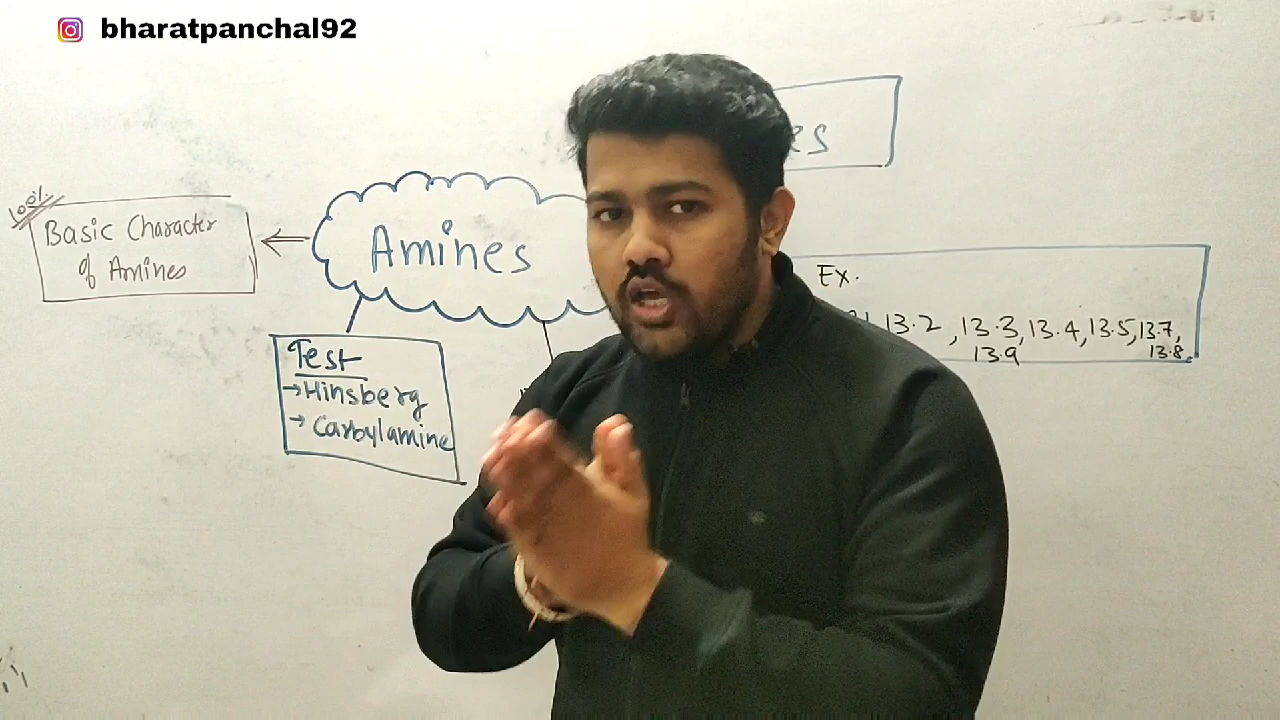 bharatpanchal92
100%
Basic Character
of Amines
Amines
Test
→Hinsberg
→ Carbylamine
Ex.
13.2, 13.3, 13.4, 13.5, 13.7,
13.9 13.8.